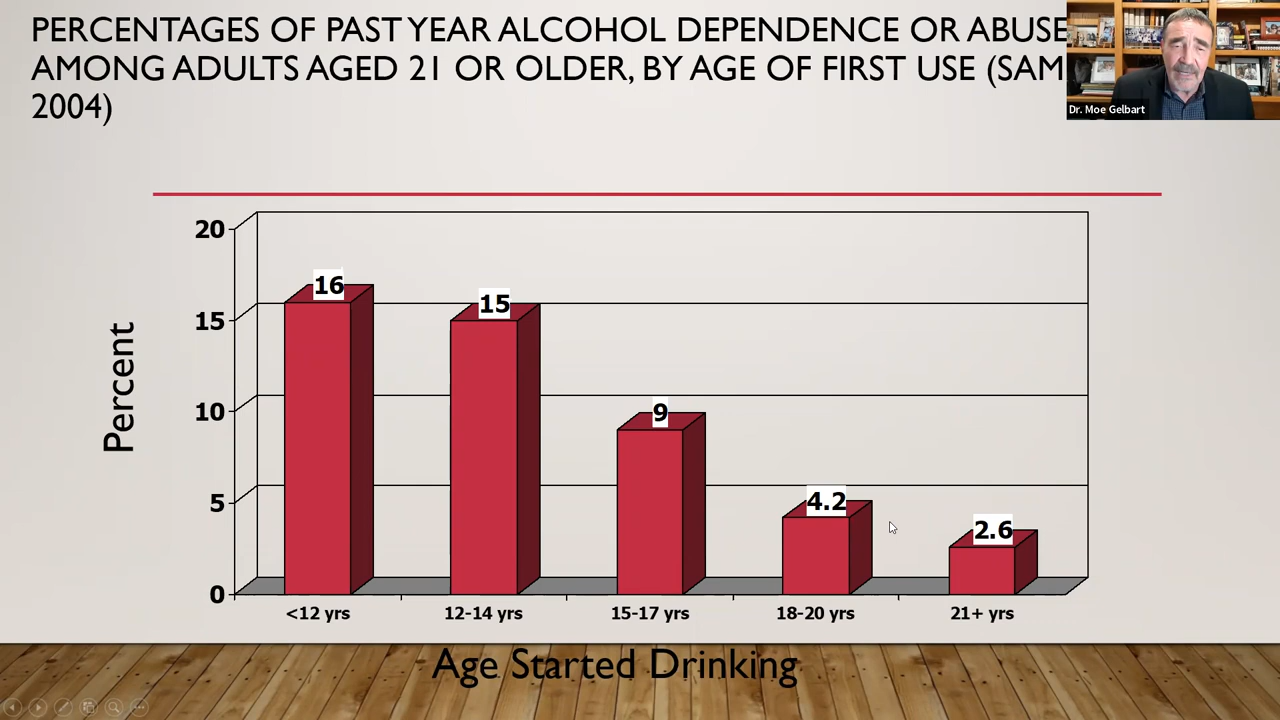 PERCENTAGES OF PAST YEAR ALCOHOL DEPENDENCE OR ABUSE
AMONG ADULTS AGED 21 OR OLDER, BY AGE OF FIRST USE (SAM
2004)
Dr. Moe Gelbart
Percent
20
15
10
5
0
16
15
9
4.2
2.6
<12 yrs
12-14 yrs
15-17 yrs
18-20 yrs
21+ yrs
Age Started Drinking